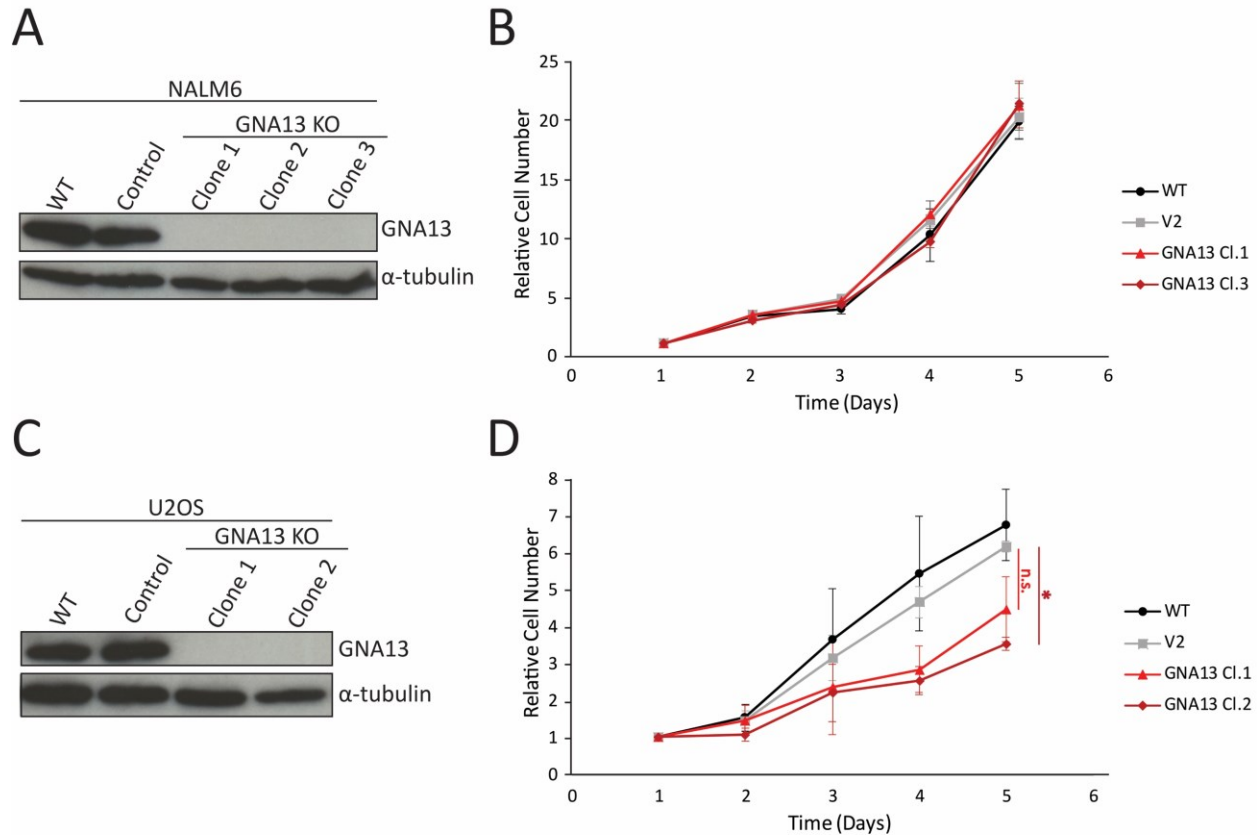 A
NALM6
GNA13 KO
WT
Control
Clone 1
Clone 2
Clone 3
GNA13
α-tubulin
B
25
20
15
10
5
0
Relative Cell Number
0 1 2 3 4 5 6
Time (Days)
WT
V2
GNA13 Cl.1
GNA13 Cl.3
C
U2OS
GNA13 KO
WT
Control
Clone 1
Clone 2
GNA13
α-tubulin
D
8
7
6
5
4
3
2
1
0
Relative Cell Number
n.s.
*
0 1 2 3 4 5 6
Time (Days)
WT
V2
GNA13 Cl.1
GNA13 Cl.2